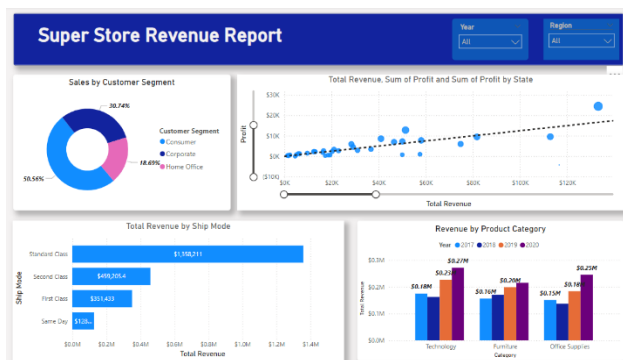 Super Store Revenue Report
Year
All
Region
All
Sales by Customer Segment
30.74%
18.69%
50.56%
Customer Segment
Consumer
Corporate
Home Office
Total Revenue, Sum of Profit and Sum of Profit by State
Profit
$30K
$20K
$10K
$0K
($10K)
$0K $20K $40K $60K $80K $100K $120K
Total Revenue
Total Revenue by Ship Mode
Ship Mode
Standard Class
$1,358,211
Second Class
First Class
$351,433
Same Day
$0.0M $0.2M $0.4M $0.6M $0.8M $1.0M $1.2M $1.4M
Total Revenue
Revenue by Product Category
Year 2017 2018 2019 2020
Total Revenue
$0.3M
$0.2M
$0.1M
$0.0M
$0.18M $0.27M
$0.16M $0.20M
$0.15M $0.18M $0.25M
Technology Furniture Office Supplies
Category